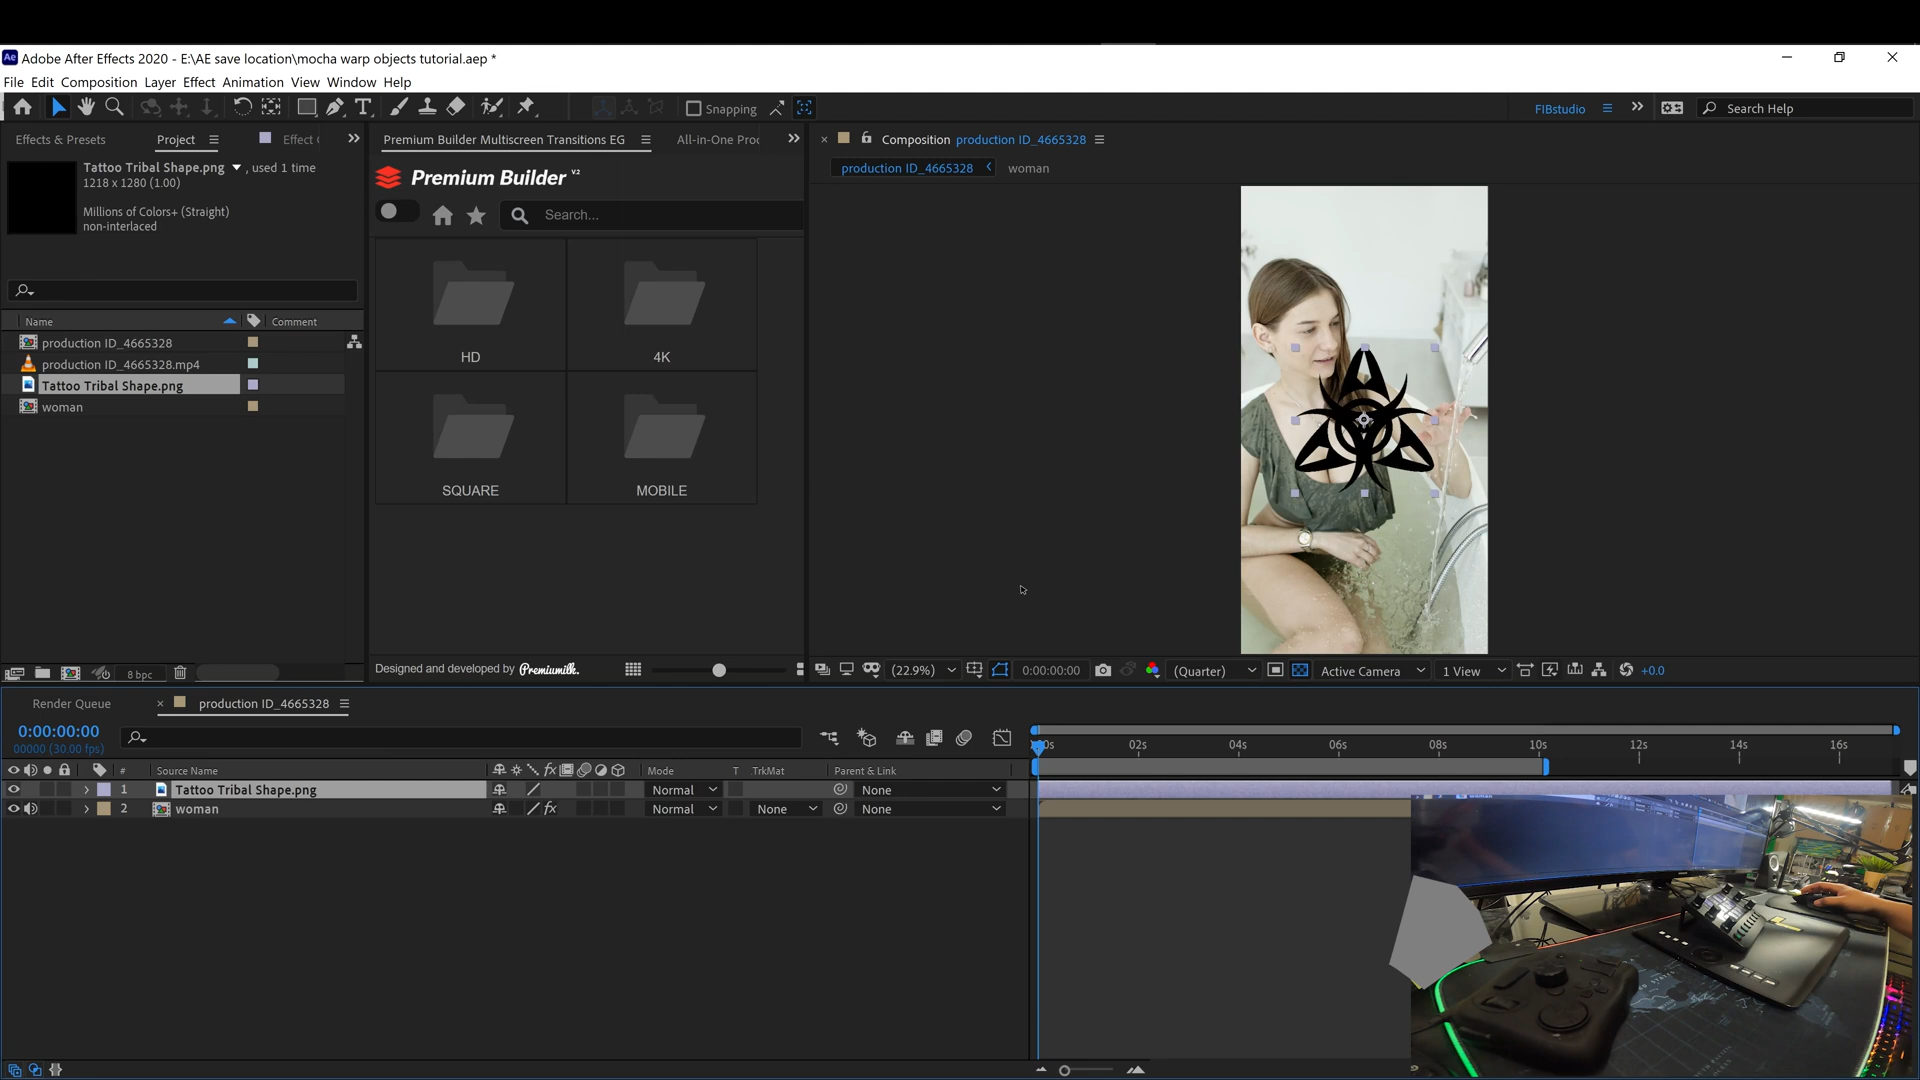 Adobe After Effects 2020 - E:\AE save location\mocha warp objects tutorial.aep *
File Edit Composition Layer Effect Animation View Window Help
Snapping
FIBstudio
Search Help
Effects & Presets
Project
Effect
Premium Builder Multiscreen Transitions EG
All-in-One Proc
Composition production ID_4665328
production ID_4665328
woman
Tattoo Tribal Shape.png , used 1 time
1218 x 1280 (1.00)
Millions of Colors+ (Straight)
non-interlaced
Premium Builder V2
Search...
Name
Comment
production ID_4665328
production ID_4665328.mp4
Tattoo Tribal Shape.png
woman
HD
4K
SQUARE
MOBILE
Designed and developed by Premiumilk.
8 bpc
(22.9%)
0:00:00:00
(Quarter)
Active Camera
1 View
+0.0
Render Queue
production ID_4665328
0:00:00:00
00000 (30.00 fps)
02s
04s
06s
08s
10s
12s
14s
16s
# Source Name
fx
Mode
T .TrkMat
Parent & Link
1 Tattoo Tribal Shape.png
Normal
None
2 woman
fx
Normal
None
None